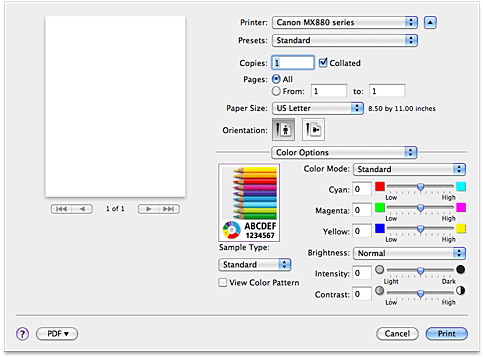 Printer: Canon MX880 series
Presets: Standard
Copies: 1 Collated
Pages: All
From: 1 to: 1
Paper Size: US Letter 8.50 by 11.00 inches
Orientation:
Color Options
1 of 1
ABCDEF
1234567
Sample Type:
Standard
View Color Pattern
Color Mode: Standard
Cyan: 0
Low High
Magenta: 0
Low High
Yellow: 0
Low High
Brightness: Normal
Intensity: 0
Light Dark
Contrast: 0
Low High
? PDF ▾ Cancel Print